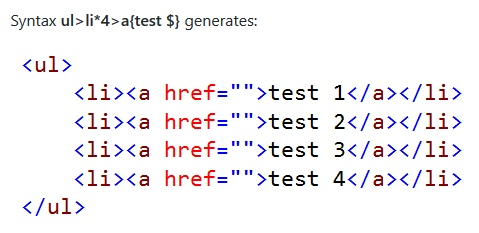 Syntax ul>li*4>a{test $} generates:
<ul>
    <li><a href="">test 1</a></li>
    <li><a href="">test 2</a></li>
    <li><a href="">test 3</a></li>
    <li><a href="">test 4</a></li>
</ul>